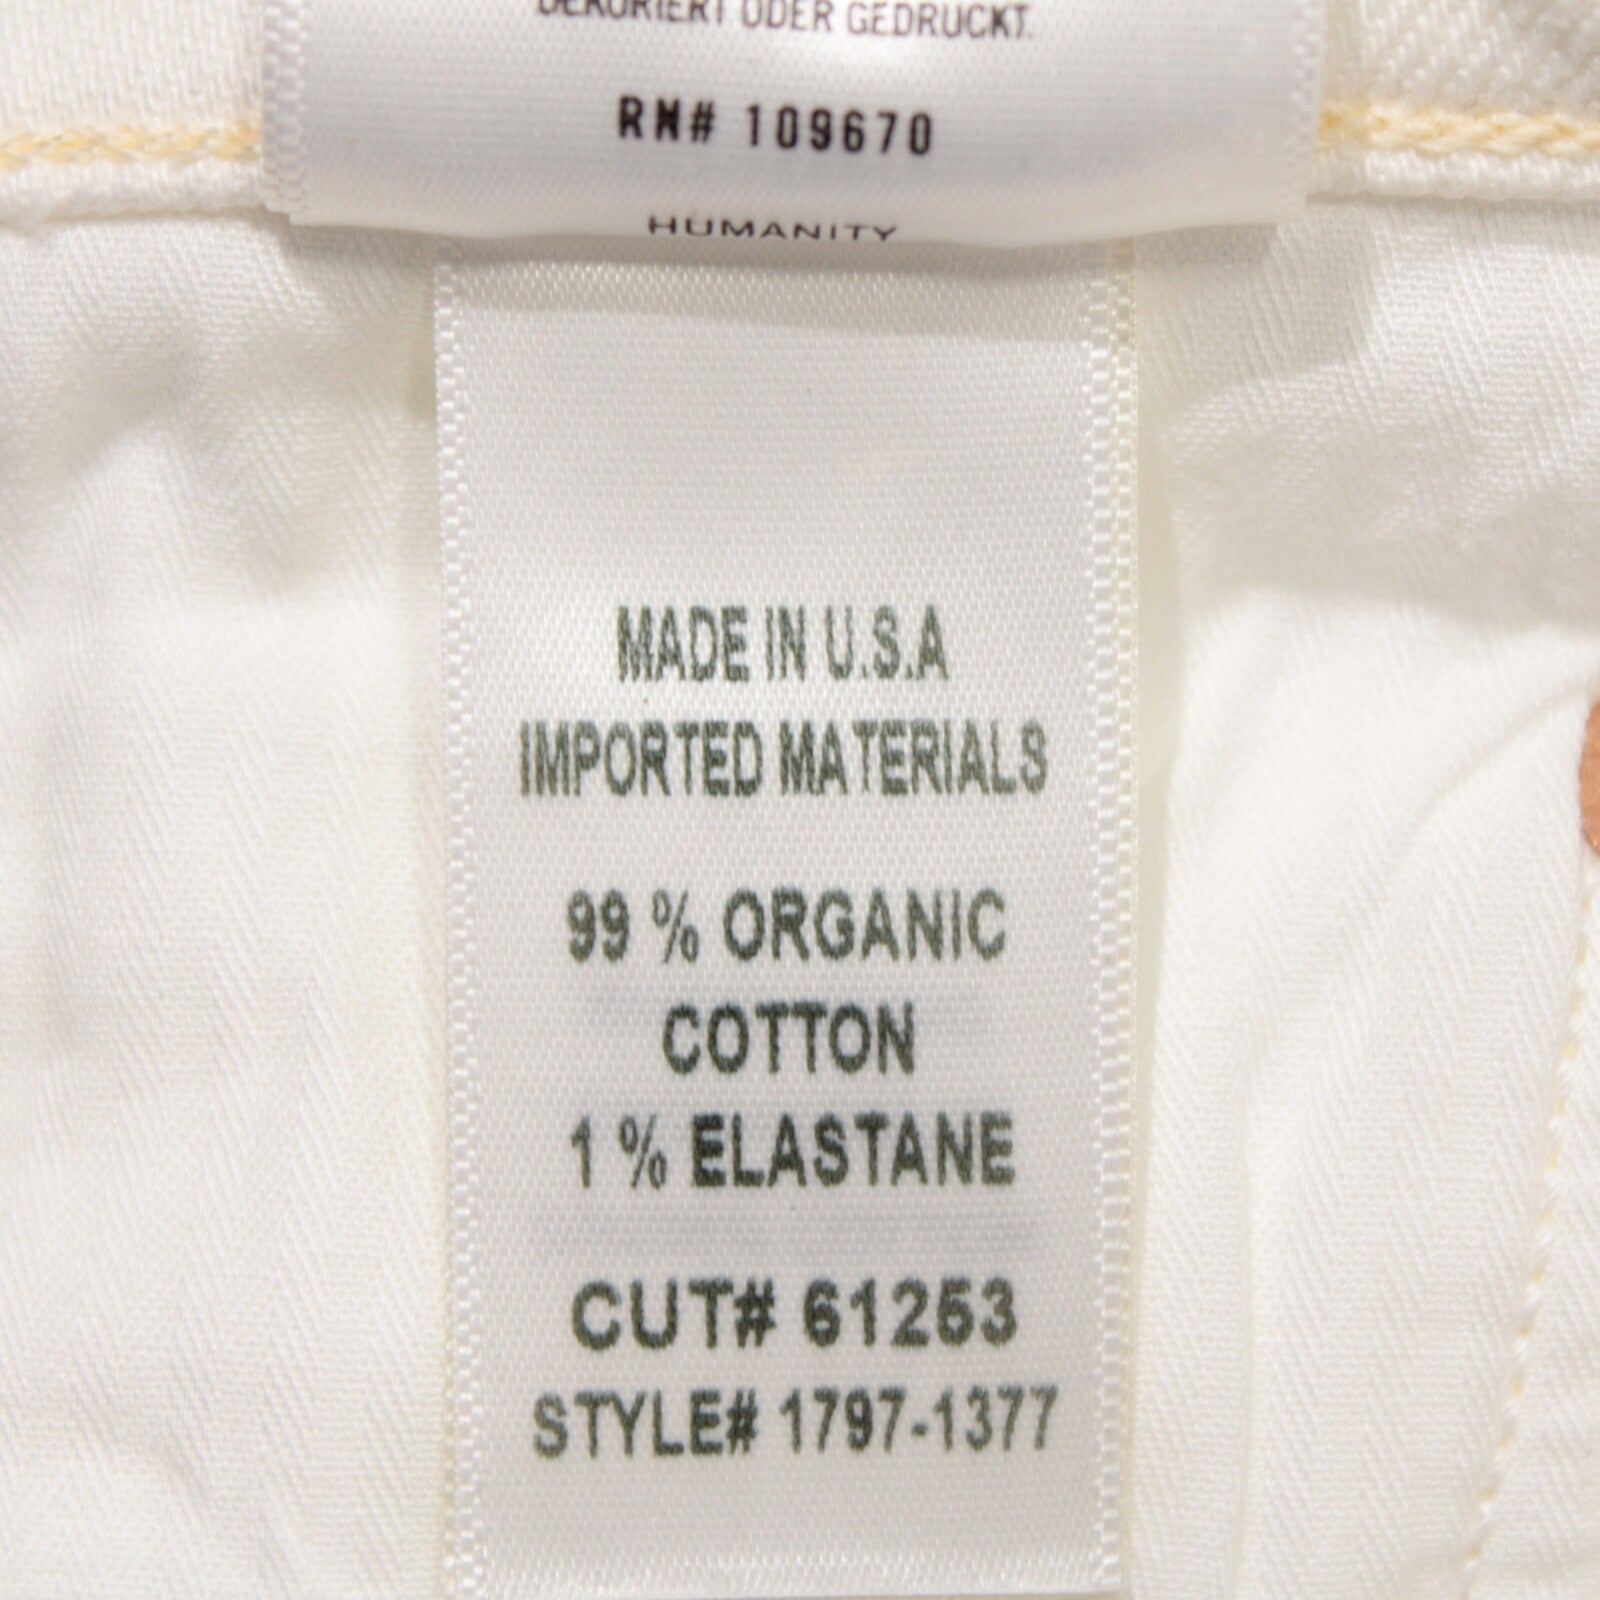 DEKORIERT ODER GEDRUCKT.
RN# 109670
HUMANITY
MADE IN U.S.A
IMPORTED MATERIALS
99 % ORGANIC
COTTON
1 % ELASTANE
CUT# 61253
STYLE# 1797-1377